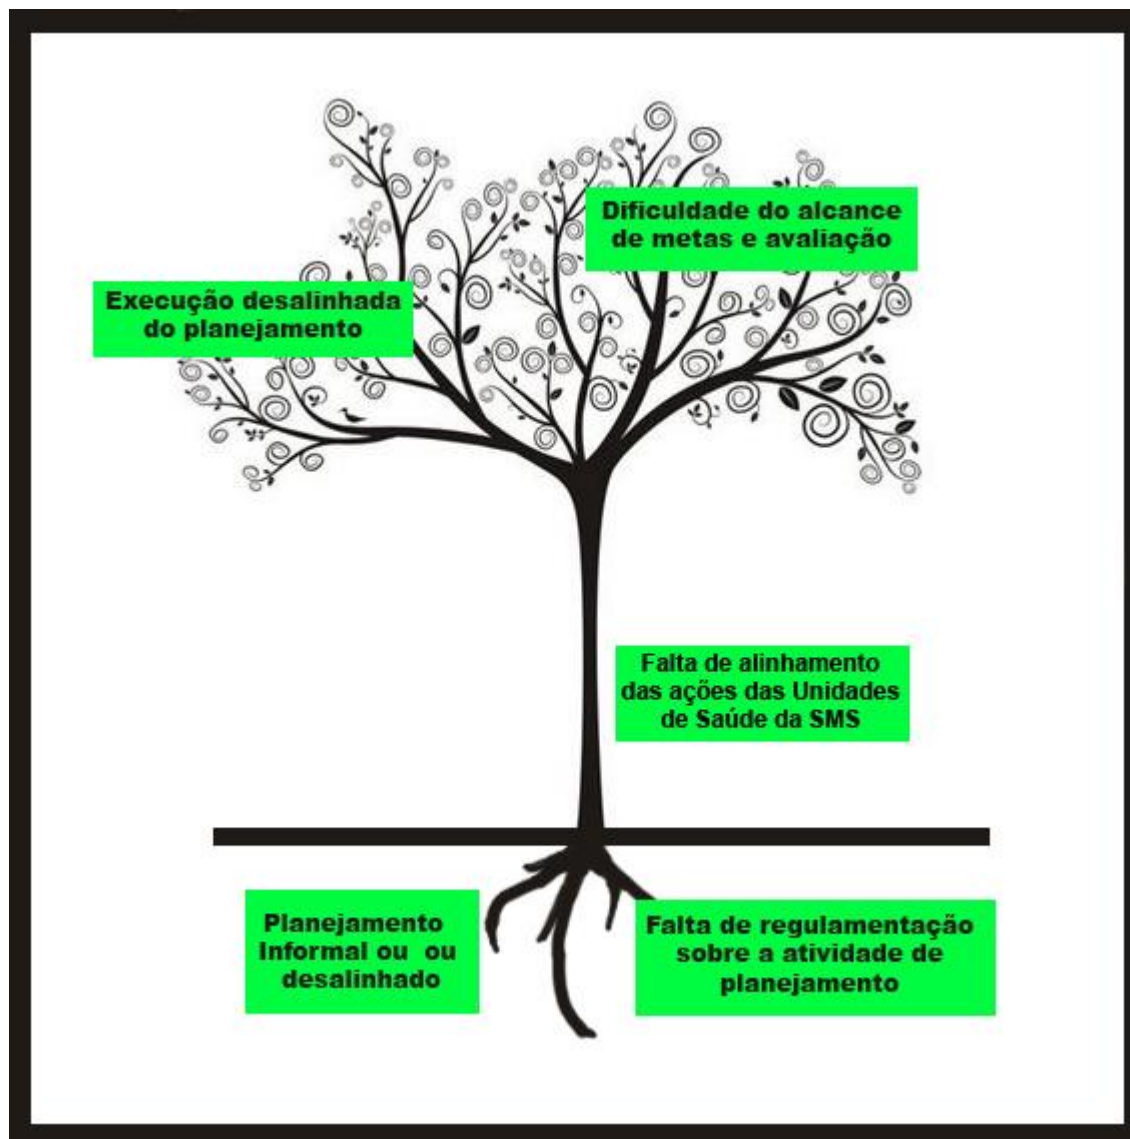 Dificuldade do alcance
de metas e avaliação
Execução desalinhada
do planejamento
Falta de alinhamento
das ações das Unidades
de Saúde da SMS
Planejamento
Informal ou ou
desalinhado
Falta de regulamentação
sobre a atividade de
planejamento